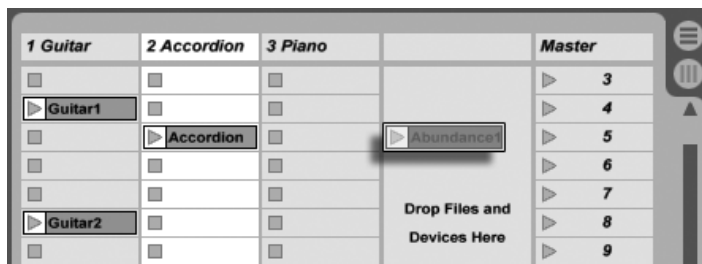 1 Guitar 2 Accordion 3 Piano Master
3
Guitar1 4
Accordion Abundance1 5
6
7
Drop Files and
Guitar2 8
Devices Here
9